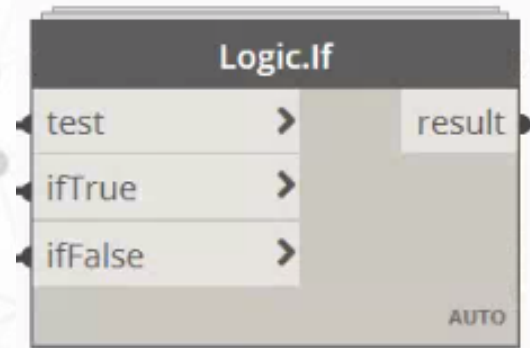 Logic.If
test > result
ifTrue >
ifFalse >
AUTO